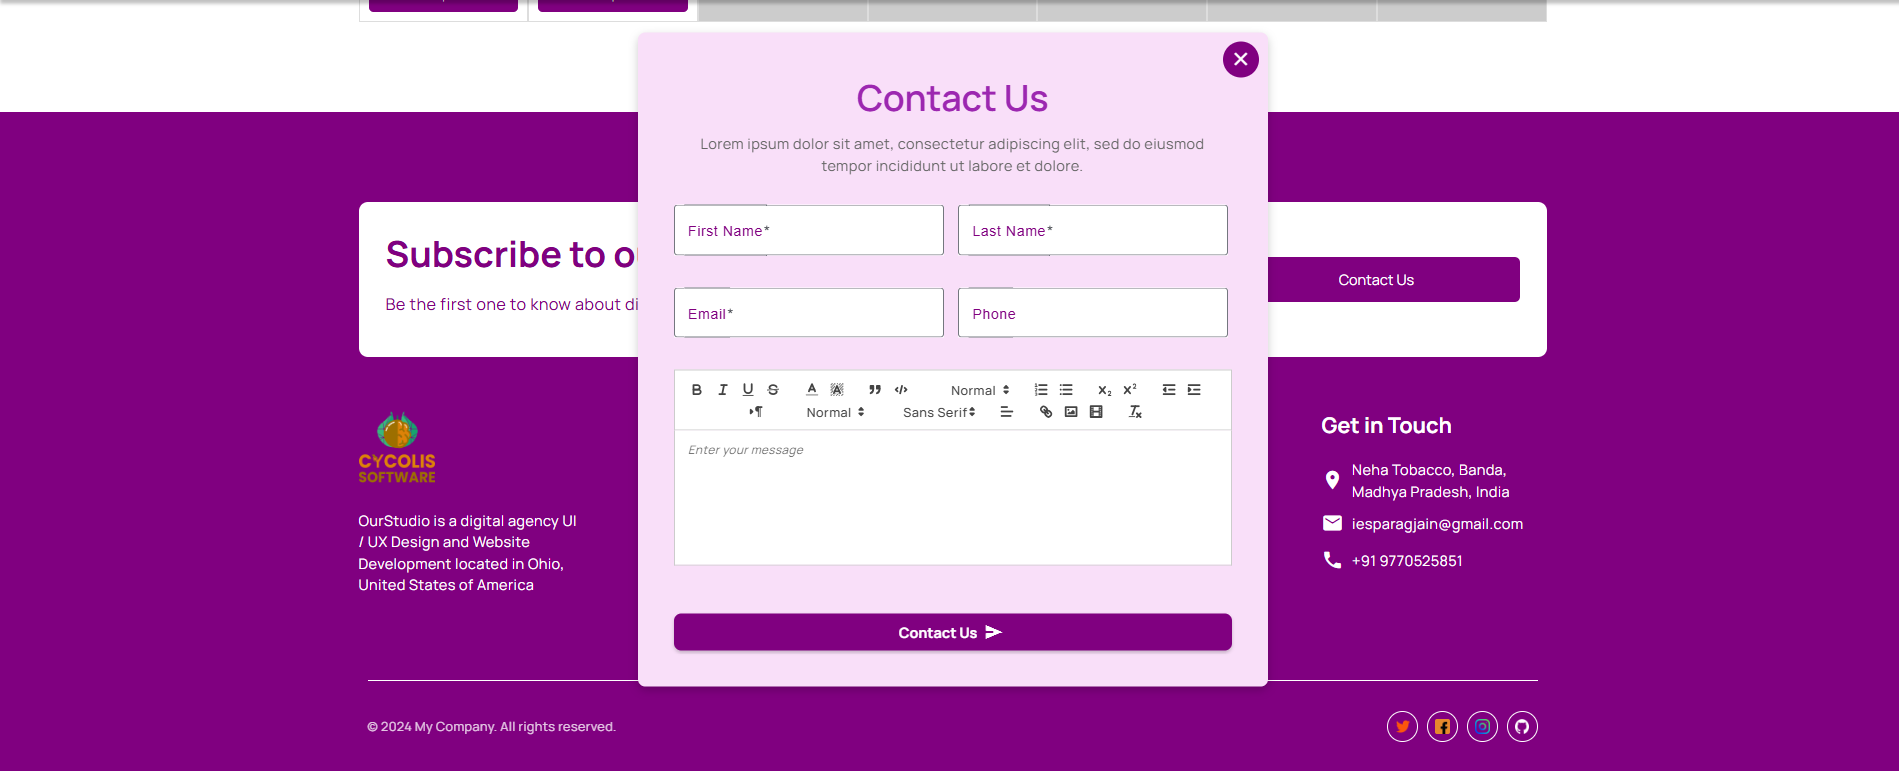 Contact Us
Lorem ipsum dolor sit amet, consectetur adipiscing elit, sed do eiusmod
tempor incididunt ut labore et dolore.
First Name*
Last Name*
Email*
Phone
Normal
Normal
Sans Serif
Enter your message
Contact Us
Subscribe to
Be the first one to know about
Contact Us
CYCOLIS
SOFTWARE
OurStudio is a digital agency UI
/ UX Design and Website
Development located in Ohio,
United States of America
Get in Touch
Neha Tobacco, Banda,
Madhya Pradesh, India
iesparagjain@gmail.com
+91 9770525851
© 2024 My Company. All rights reserved.